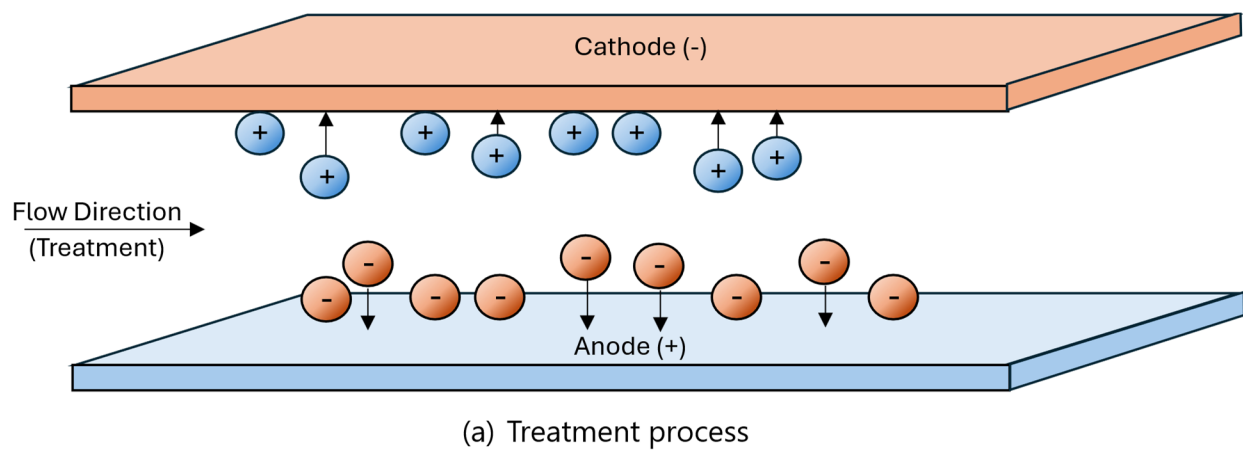 Cathode (-)
+ + + + + + + +
Flow Direction
(Treatment)
- - - - - - - - -
Anode (+)
(a) Treatment process